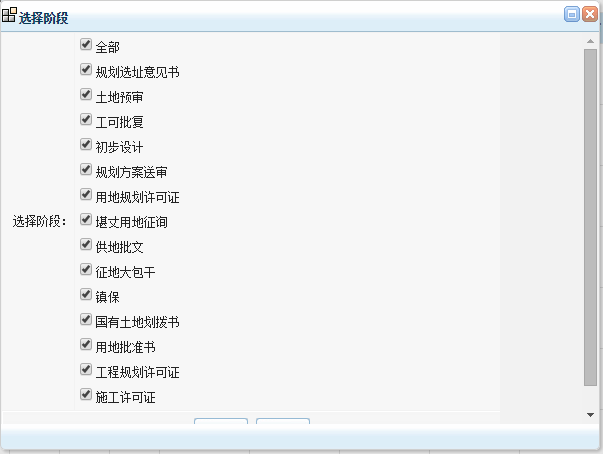 选择阶段
全部
规划选址意见书
土地预审
工可批复
初步设计
规划方案送审
用地规划许可证
选择阶段：
堪丈用地征询
供地批文
征地大包干
镇保
国有土地划拨书
用地批准书
工程规划许可证
施工许可证